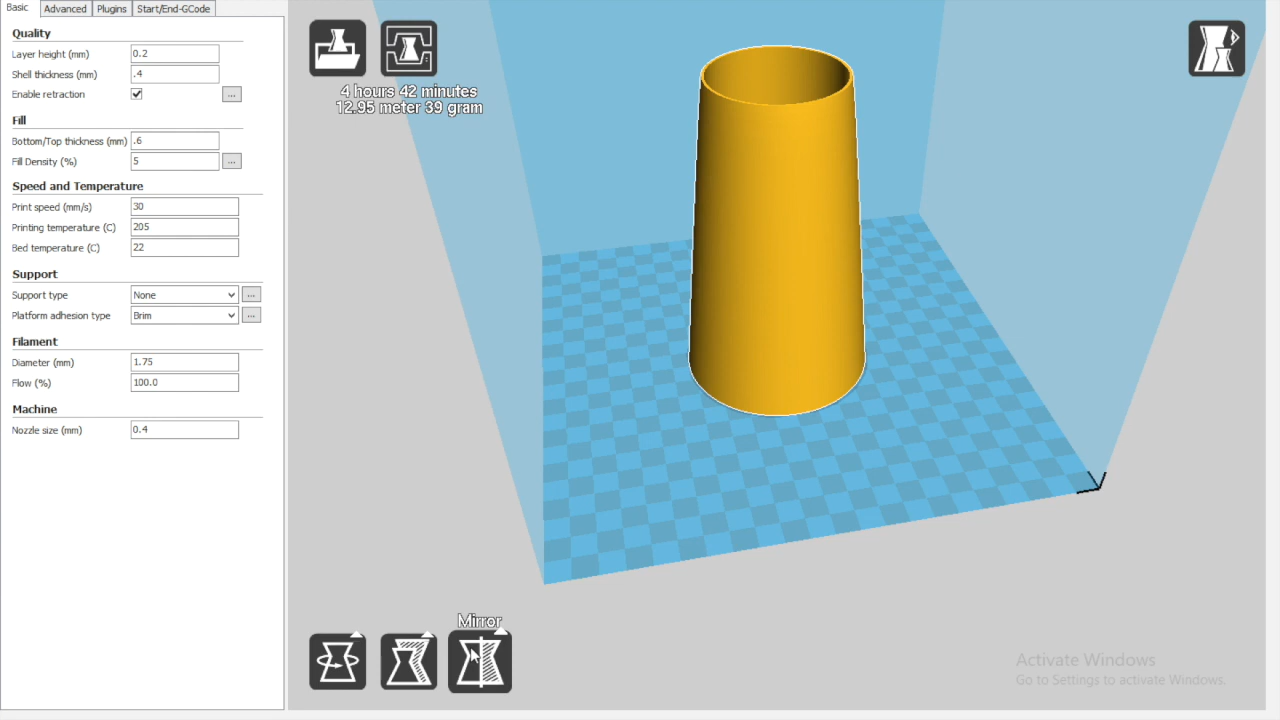 Basic Advanced Plugins Start/End-GCode
Quality
Layer height (mm) 0.2
Shell thickness (mm) .4
Enable retraction ...
Fill
Bottom/Top thickness (mm) .6
Fill Density (%) 5 ...
Speed and Temperature
Print speed (mm/s) 30
Printing temperature (C) 205
Bed temperature (C) 22
Support
Support type None ...
Platform adhesion type Brim ...
Filament
Diameter (mm) 1.75
Flow (%) 100.0
Machine
Nozzle size (mm) 0.4
4 hours 42 minutes
12.95 meter 39 gram
Mirror
Activate Windows
Go to Settings to activate Windows.